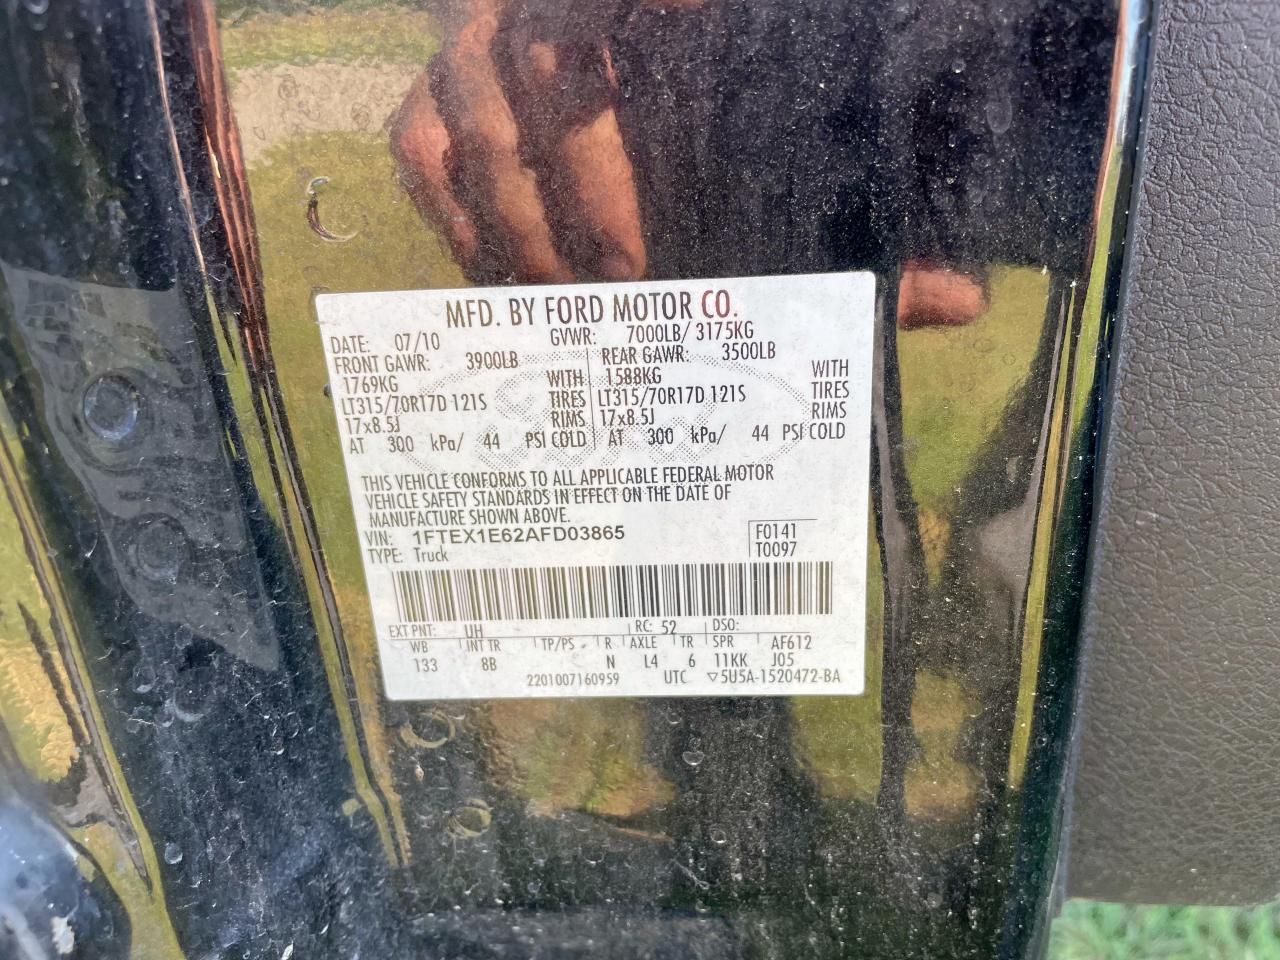 MFD. BY FORD MOTOR CO.
DATE: 07/10 GVWR: 7000LB/ 3175KG
FRONT GAWR: 3900LB REAR GAWR: 3500LB
1769KG WITH 1588KG WITH
LT315/70R17D 121S TIRES LT315/70R17D 121S TIRES
17x8.5J RIMS 17x8.5J RIMS
AT 300 kPa/ 44 PSI COLD AT 300 kPa/ 44 PSI COLD
THIS VEHICLE CONFORMS TO ALL APPLICABLE FEDERAL MOTOR
VEHICLE SAFETY STANDARDS IN EFFECT ON THE DATE OF
MANUFACTURE SHOWN ABOVE.
VIN: 1FTEX1E62AFD03865 F0141
TYPE: Truck T0097
EXT PNT: UH RC: 52 DSO:
WB INT TR TP/PS R AXLE TR SPR AF612
133 8B N L4 6 11KK J05
2201007160959 UTC ▽5U5A-1520472-BA